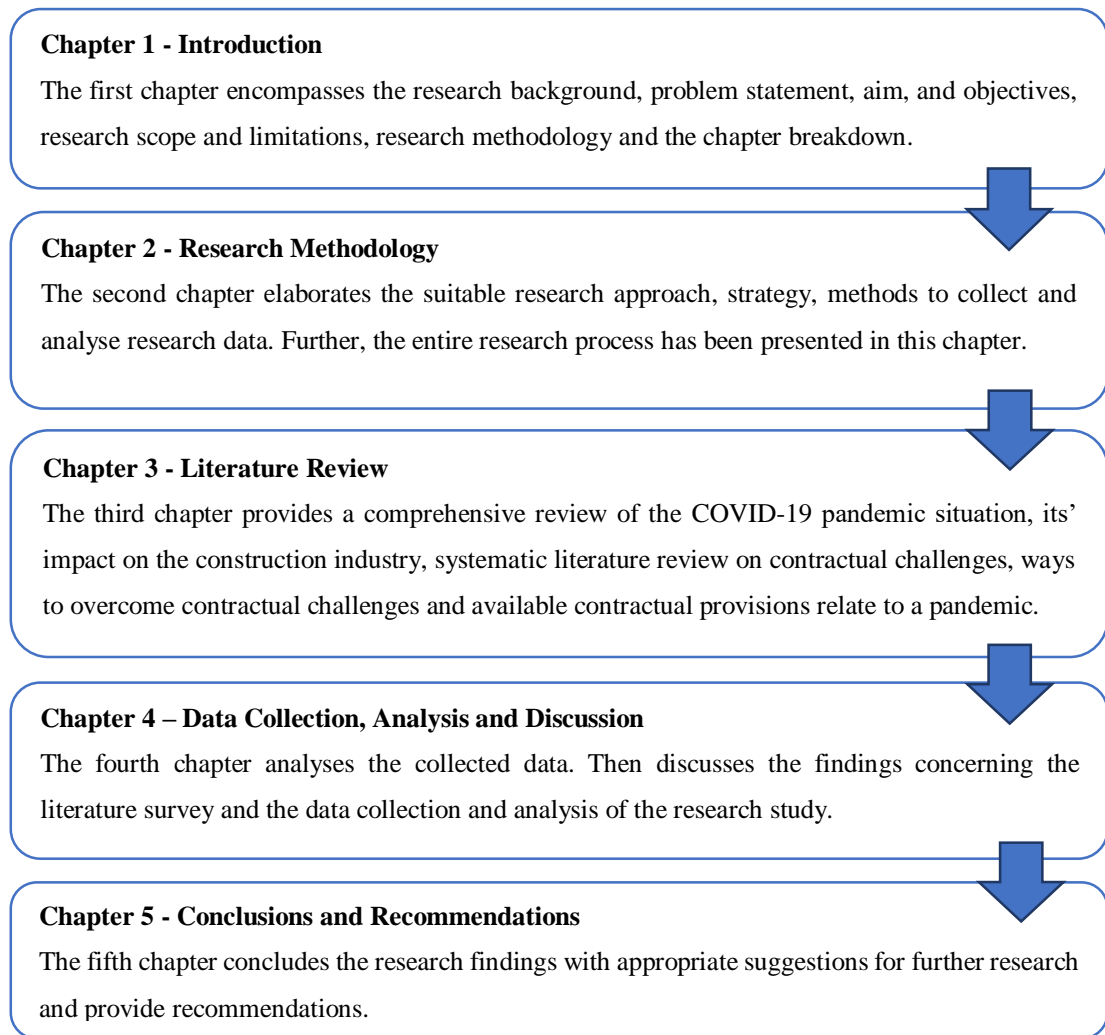 Chapter 1 - Introduction
The first chapter encompasses the research background, problem statement, aim, and objectives,
research scope and limitations, research methodology and the chapter breakdown.
Chapter 2 - Research Methodology
The second chapter elaborates the suitable research approach, strategy, methods to collect and
analyse research data. Further, the entire research process has been presented in this chapter.
Chapter 3 - Literature Review
The third chapter provides a comprehensive review of the COVID-19 pandemic situation, its’
impact on the construction industry, systematic literature review on contractual challenges, ways
to overcome contractual challenges and available contractual provisions relate to a pandemic.
Chapter 4 – Data Collection, Analysis and Discussion
The fourth chapter analyses the collected data. Then discusses the findings concerning the
literature survey and the data collection and analysis of the research study.
Chapter 5 - Conclusions and Recommendations
The fifth chapter concludes the research findings with appropriate suggestions for further research
and provide recommendations.